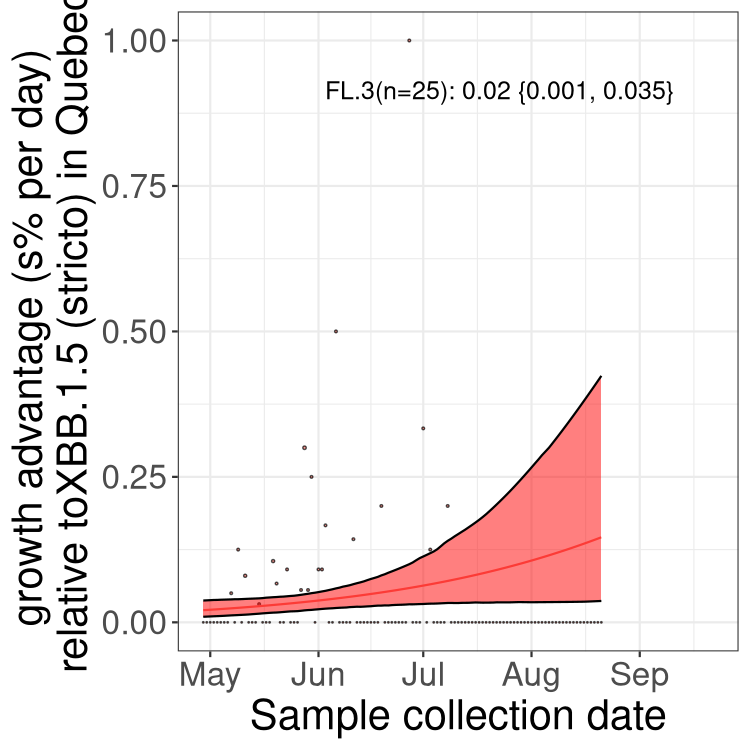 growth advantage (s% per day)
relative toXBB.1.5 (stricto) in Quebec
1.00
0.75
0.50
0.25
0.00
FL.3(n=25): 0.02 {0.001, 0.035}
May Jun Jul Aug Sep
Sample collection date